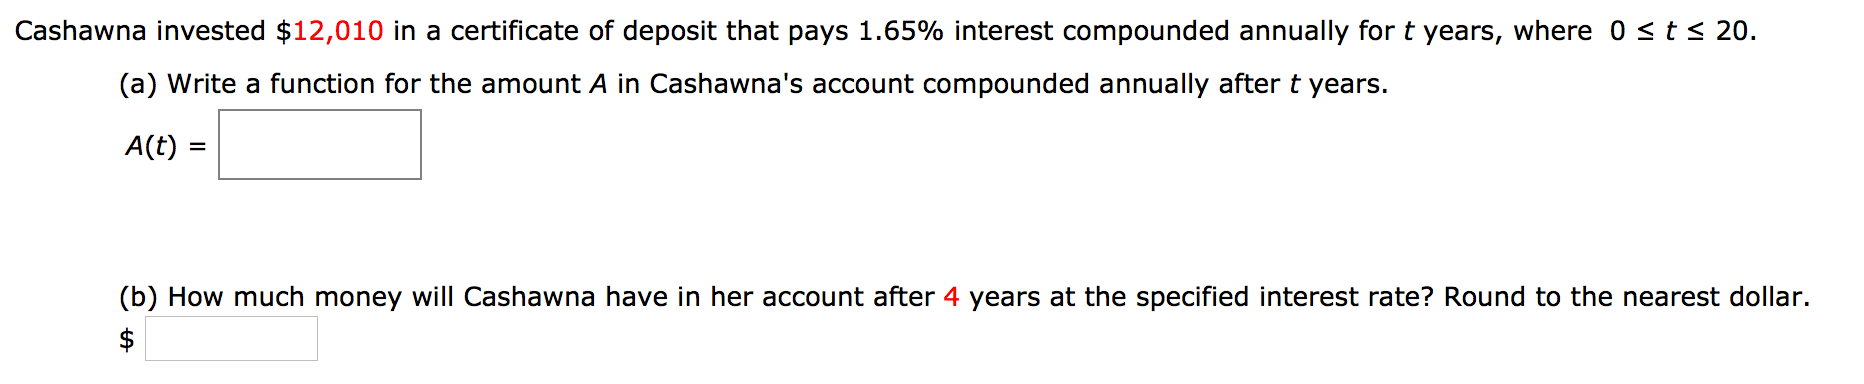 Cashawna invested $12,010 in a certificate of deposit that pays 1.65% interest compounded annually for t years, where 0 ≤ t ≤ 20.
(a) Write a function for the amount A in Cashawna's account compounded annually after t years.
A(t) =
(b) How much money will Cashawna have in her account after 4 years at the specified interest rate? Round to the nearest dollar.
$